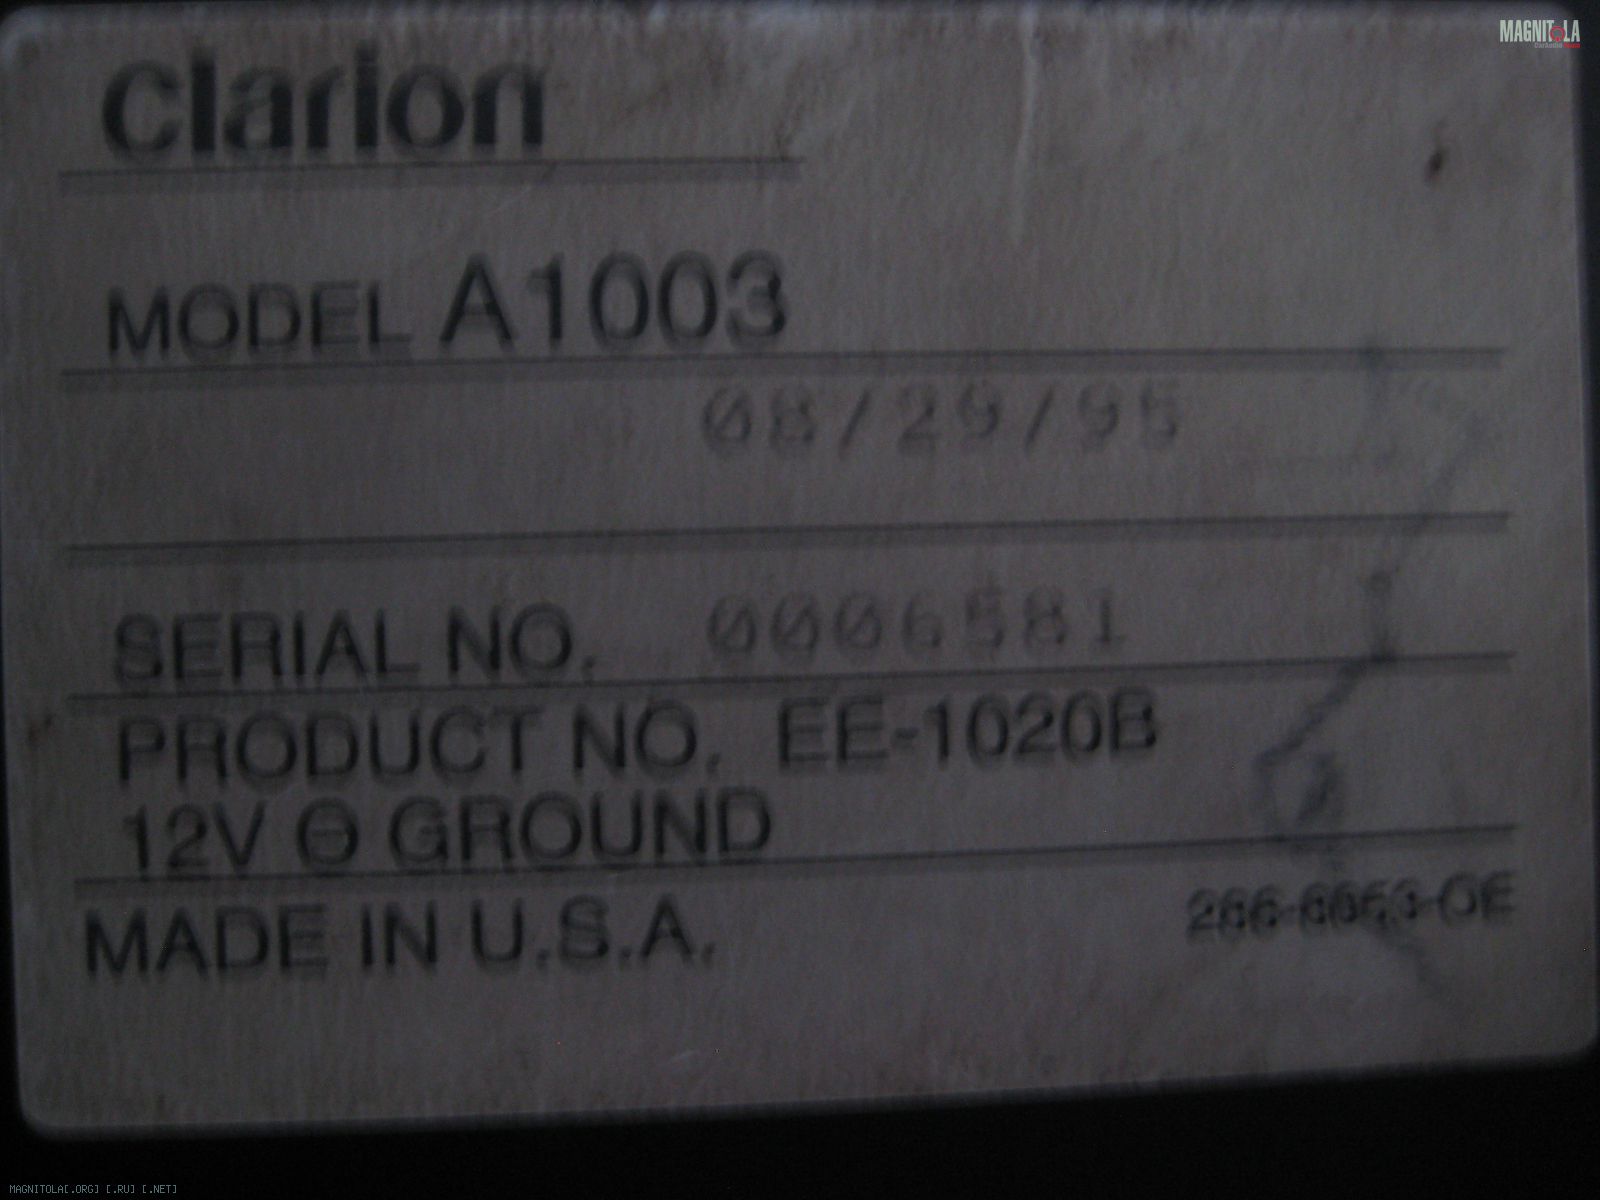 MAGNITOLA
clarion
MODEL A1003
08/29/95
SERIAL NO. 0006581
PRODUCT NO. EE-1020B
12V ⊖ GROUND
MADE IN U.S.A.
MAGNITOLA[.ORG] [.RU] [.NET]